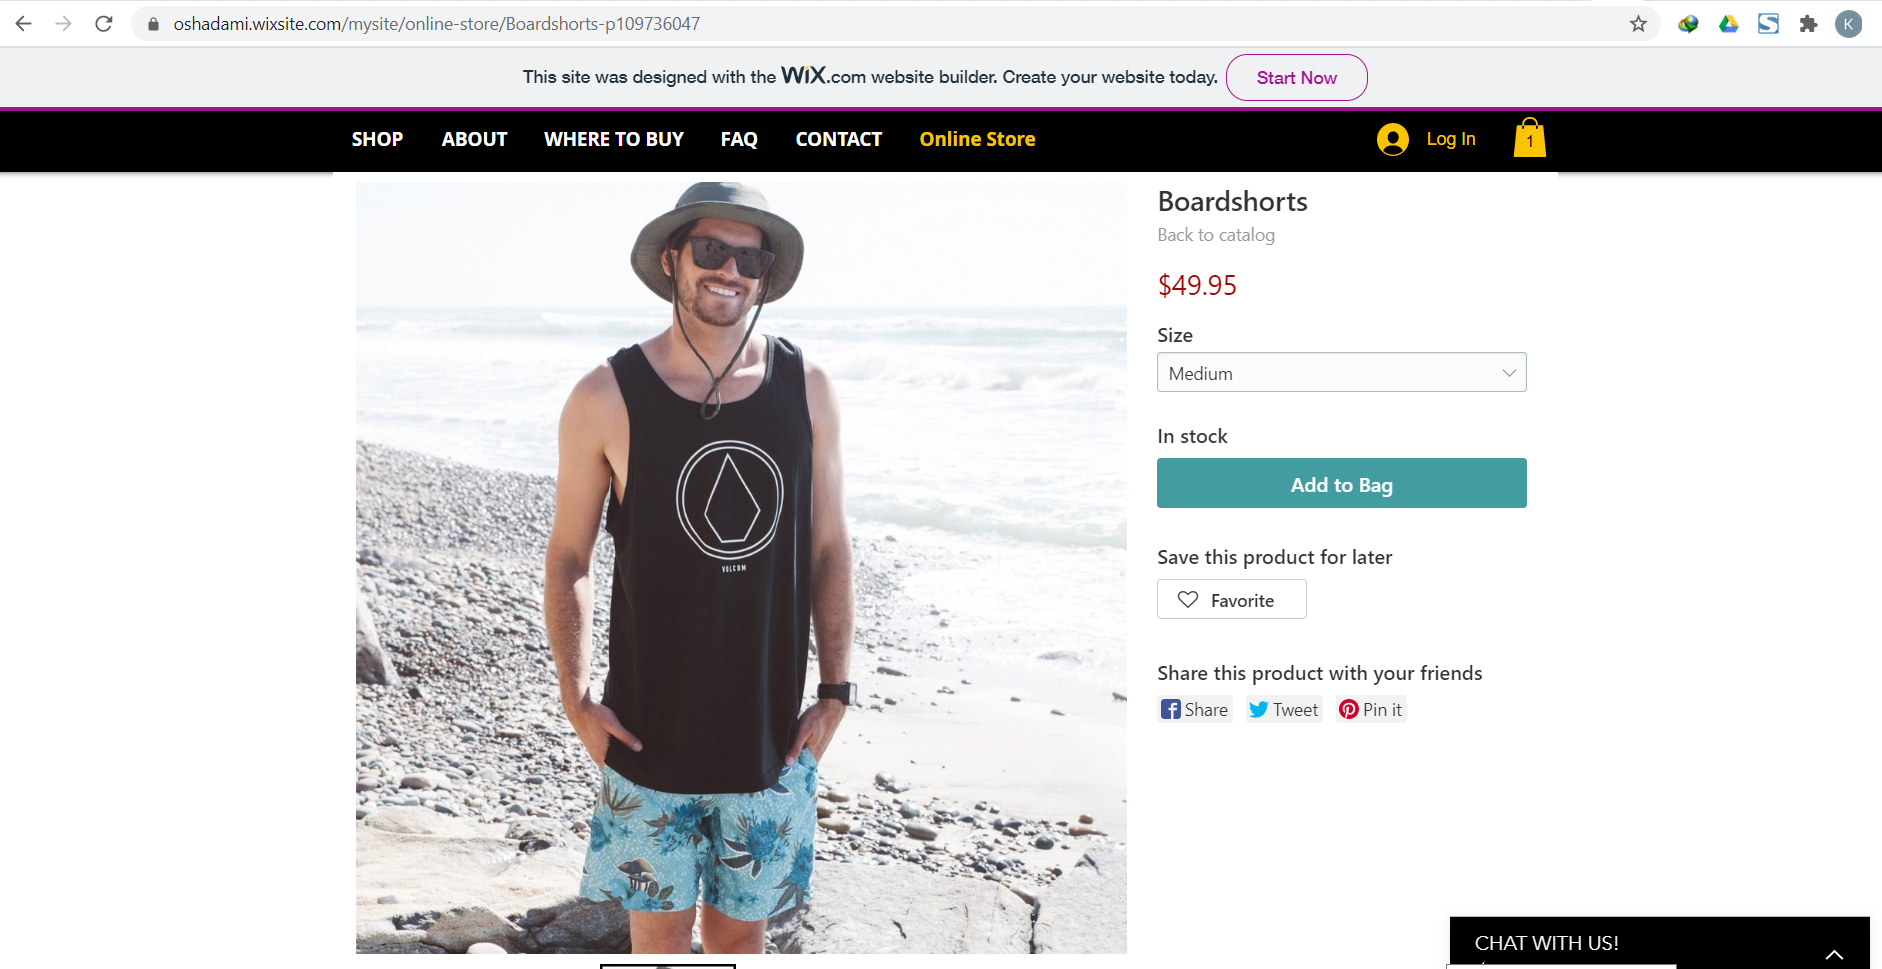 oshadami.wixsite.com/mysite/online-store/Boardshorts-p109736047
K
This site was designed with the WiX.com website builder. Create your website today.
Start Now
SHOP ABOUT WHERE TO BUY FAQ CONTACT Online Store Log In 1
Boardshorts
Back to catalog
$49.95
Size
Medium
In stock
Add to Bag
VOLCOM
Save this product for later
Favorite
Share this product with your friends
Share Tweet Pin it
CHAT WITH US!